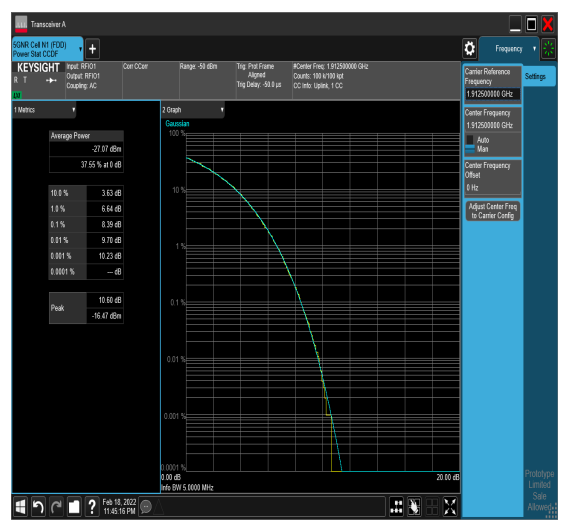 Transceiver A
5GNR Cell N1 (FDD)
Power Stat CCDF
Frequency
KEYSIGHT
R T
LXI
Input: RFIO1
Output: RFIO1
Coupling: AC
Corr CCorr
Range: -50 dBm
Trig: Prdt Frame
Aligned
Trig Delay: -50.0 µs
#Center Freq: 1.912500000 GHz
Counts: 100 k/100 kpt
CC Info: Uplink, 1 CC
Carrier Reference
Frequency
1.912500000 GHz
Settings
Center Frequency
1.912500000 GHz
Auto
Man
Center Frequency
Offset
0 Hz
Adjust Center Freq
to Carrier Config
1 Metrics
Average Power
-27.07 dBm
37.55 % at 0 dB
10.0 % 3.63 dB
1.0 % 6.64 dB
0.1 % 8.39 dB
0.01 % 9.70 dB
0.001 % 10.23 dB
0.0001 % --- dB
Peak
10.60 dB
-16.47 dBm
2 Graph
Gaussian
100 %
10 %
1 %
0.1 %
0.01 %
0.001 %
0.0001 %
0.00 dB
20.00 dB
Info BW 5.0000 MHz
Feb 18, 2022
11:45:16 PM
Prototype
Limited
Sale
Allowed